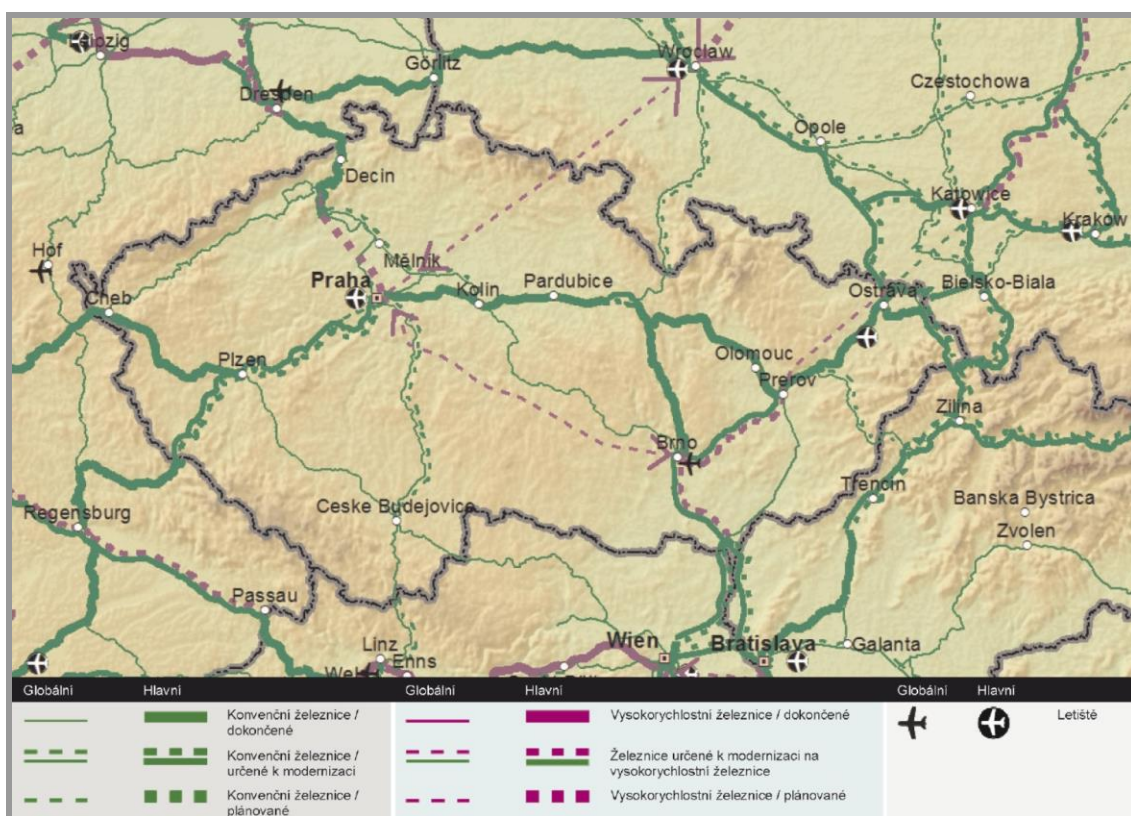 Leipzig
Görlitz
Wroclaw
Dresden
Czestochowa
Opole
Decin
Katowice
Kraków
Hof
Mělník
Praha
Kolin
Pardubice
Ostrava
Bielsko-Biala
Cheb
Plzen
Olomouc
Prerov
Zilina
Brno
Trencin
Banska Bystrica
Ceske Budejovice
Regensburg
Zvolen
Passau
Linz
Wien
Bratislava
Galanta
Enns
Globální Hlavní Globální Hlavní Globální Hlavní
Konvenční železnice /
dokončené
Vysokorychlostní železnice / dokončené
Letiště
Konvenční železnice /
určené k modernizaci
Železnice určené k modernizaci na
vysokorychlostní železnice
Konvenční železnice /
plánované
Vysokorychlostní železnice / plánované